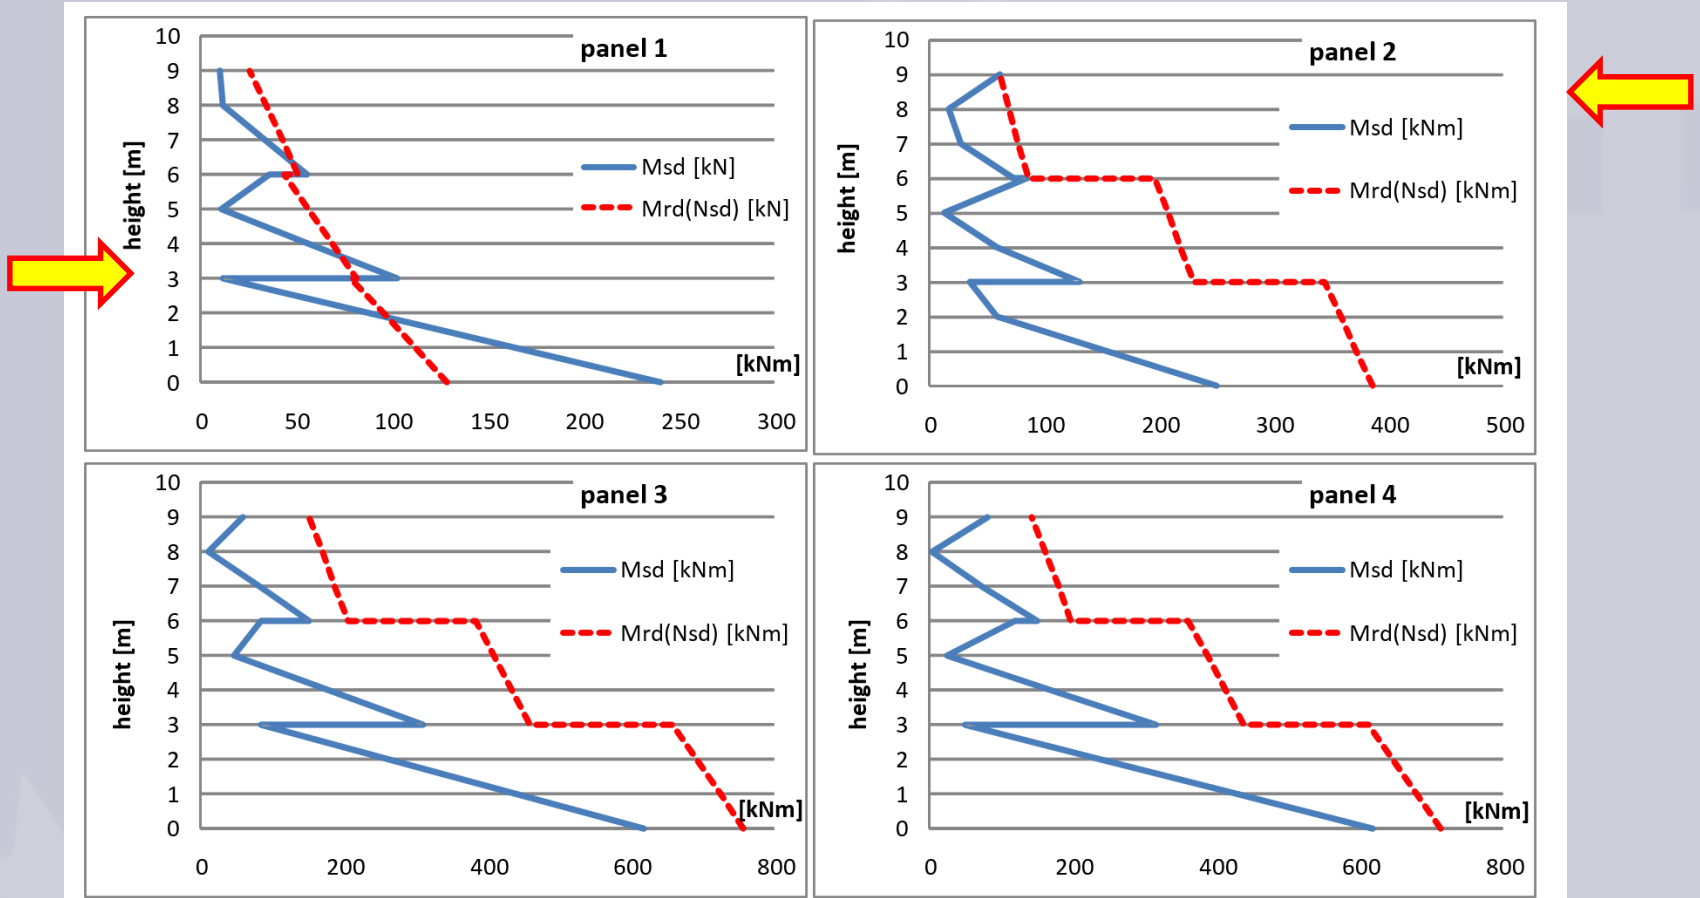 panel 1
10
9
8
7
6
5
4
3
2
1
0
height [m]
Msd [kN]
Mrd(Nsd) [kN]
[kNm]
0 50 100 150 200 250 300
panel 2
10
9
8
7
6
5
4
3
2
1
0
height [m]
Msd [kNm]
Mrd(Nsd) [kNm]
[kNm]
0 100 200 300 400 500
panel 3
10
9
8
7
6
5
4
3
2
1
0
height [m]
Msd [kNm]
Mrd(Nsd) [kNm]
[kNm]
0 200 400 600 800
panel 4
10
9
8
7
6
5
4
3
2
1
0
height [m]
Msd [kNm]
Mrd(Nsd) [kNm]
[kNm]
0 200 400 600 800